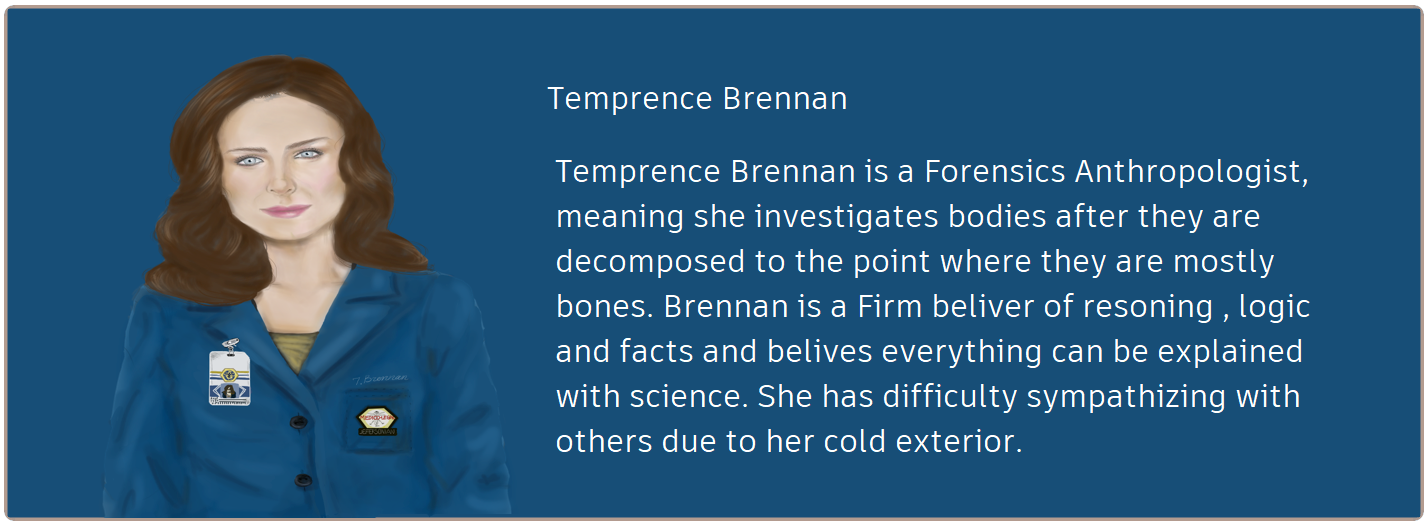 Temprence Brennan
Temprence Brennan is a Forensics Anthropologist,
meaning she investigates bodies after they are
decomposed to the point where they are mostly
bones. Brennan is a Firm beliver of resoning , logic
and facts and belives everything can be explained
with science. She has difficulty sympathizing with
others due to her cold exterior.
T. Brennan